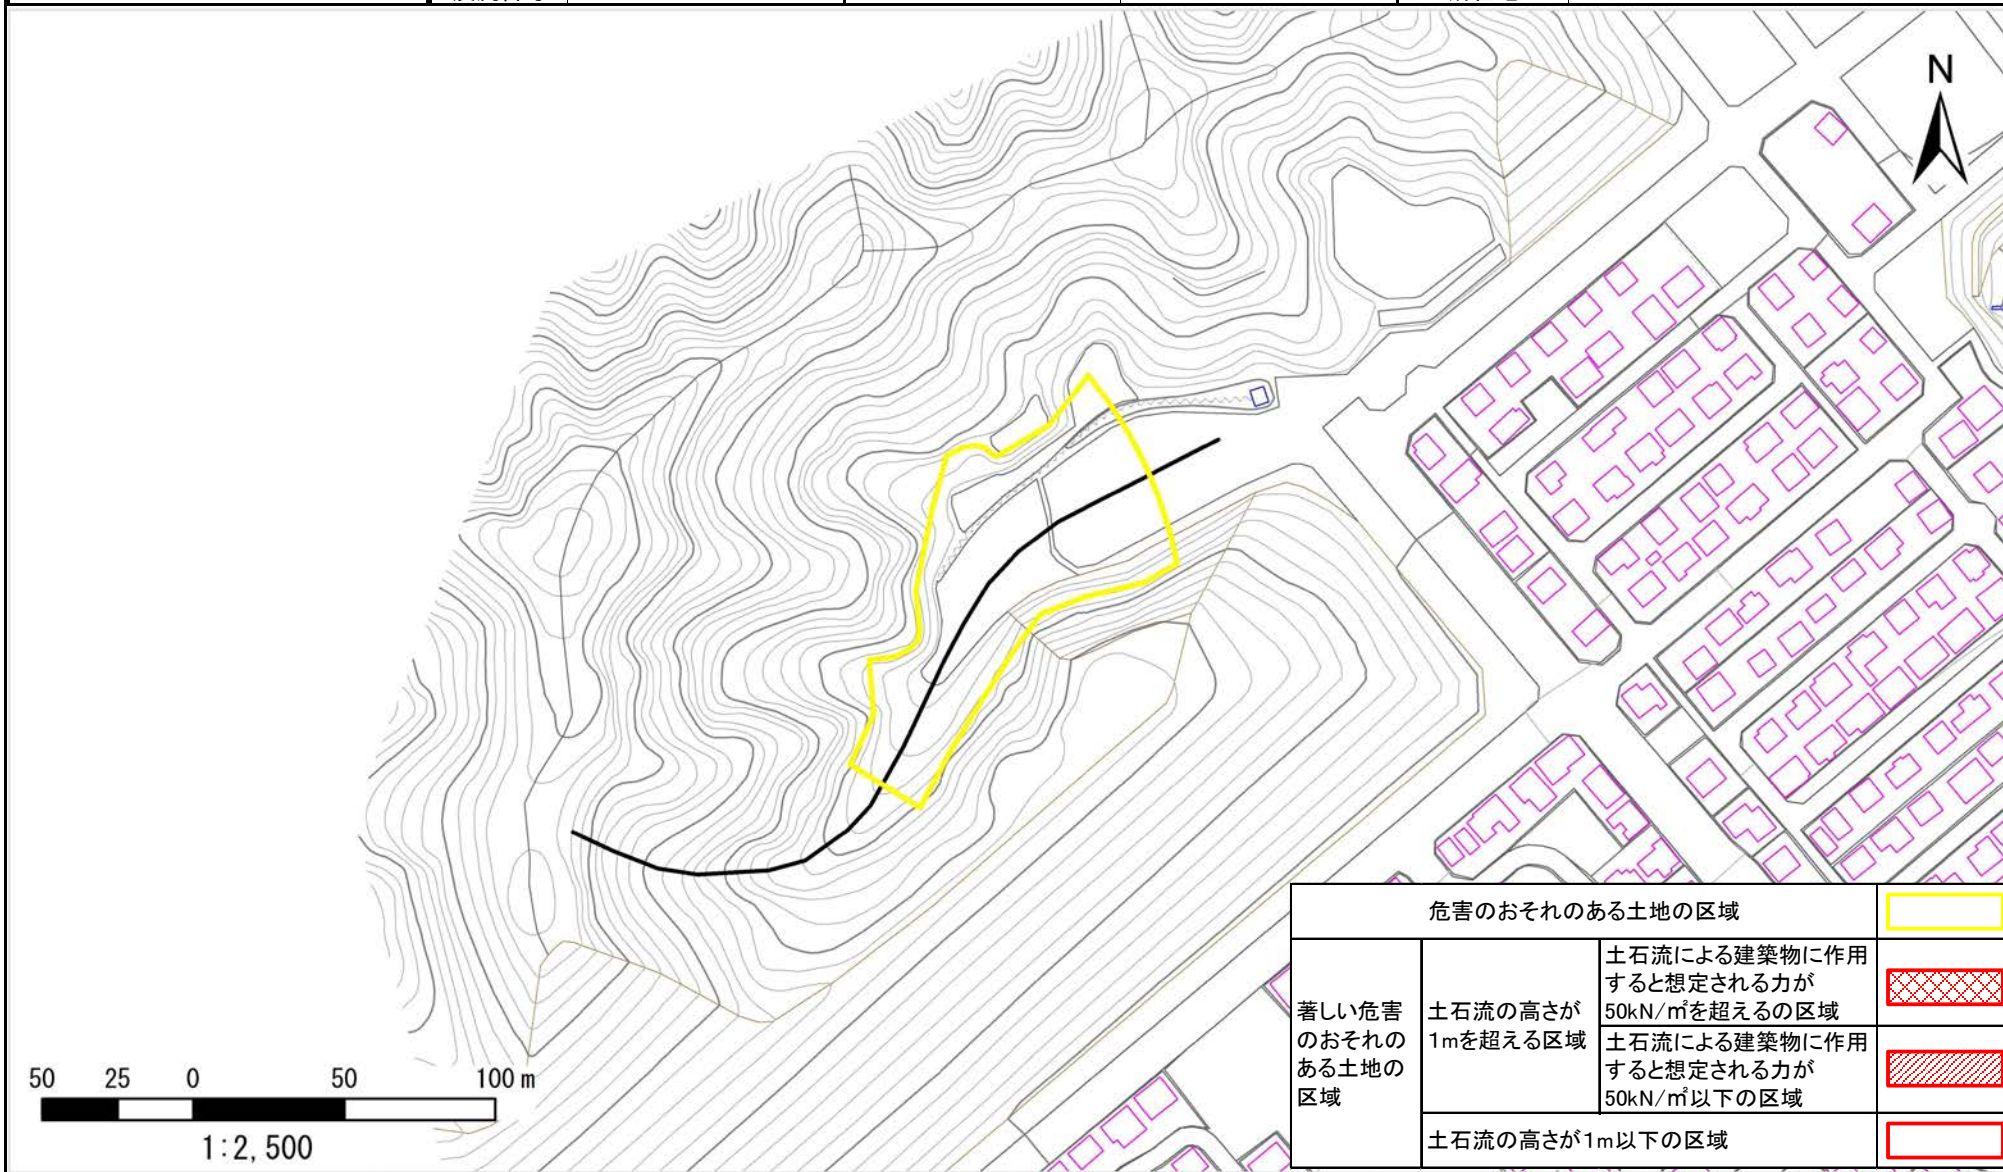 N
危害のおそれのある土地の区域
著しい危害
のおそれの
ある土地の
区域
土石流の高さが
1mを超える区域
土石流による建築物に作用
すると想定される力が
50kN/㎡を超えるの区域
土石流による建築物に作用
すると想定される力が
50kN/㎡以下の区域
土石流の高さが1m以下の区域
50 25 0 50 100 m
1:2,500